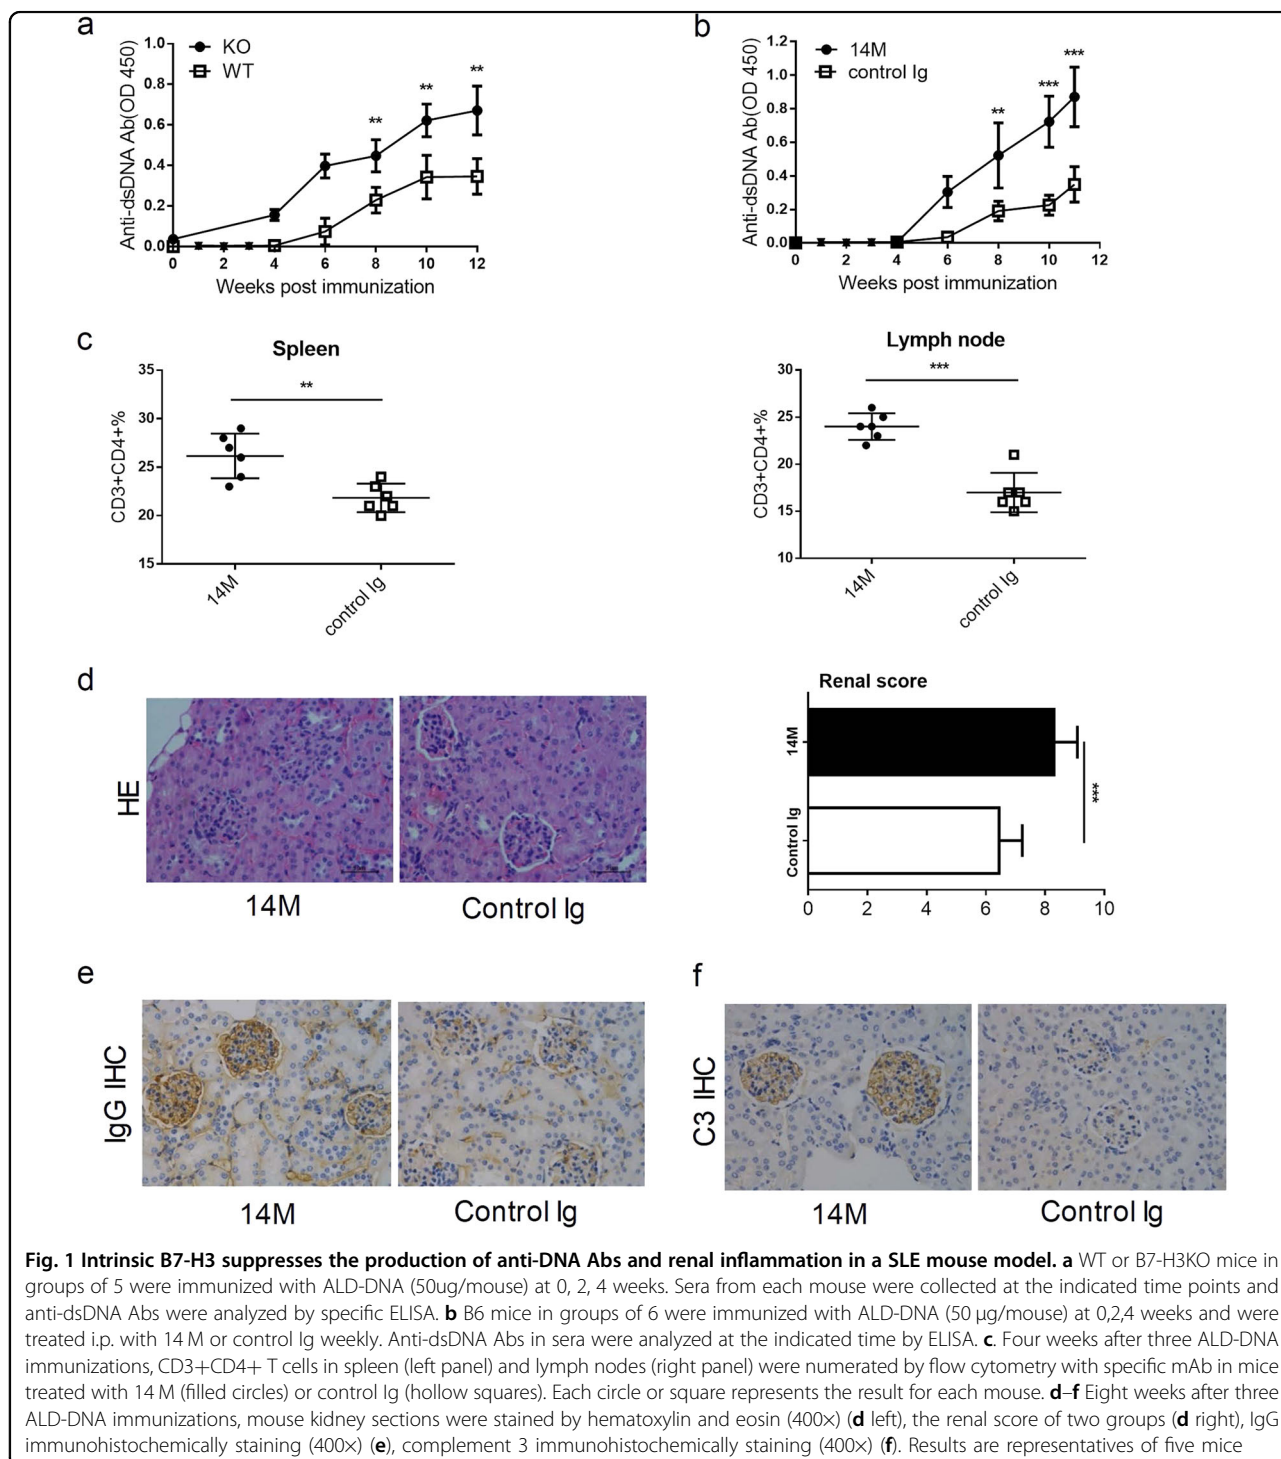 a
KO
WT
**
**
**
Anti-dsDNA Ab(OD 450)
1.0
0.8
0.6
0.4
0.2
0.0
0 2 4 6 8 10 12
Weeks post immunization
b
14M
control Ig
**
***
***
Anti-dsDNA Ab(OD 450)
1.2
1.0
0.8
0.6
0.4
0.2
0.0
0 2 4 6 8 10 12
Weeks post immunization
c
Spleen
**
CD3+CD4+%
35
30
25
20
15
14M
control Ig
Lymph node
***
CD3+CD4+%
30
25
20
15
10
14M
control Ig
d
HE
14M
Control Ig
Renal score
14M
Control Ig
***
0 2 4 6 8 10
e
IgG IHC
14M
Control Ig
f
C3 IHC
14M
Control Ig
Fig. 1 Intrinsic B7-H3 suppresses the production of anti-DNA Abs and renal inflammation in a SLE mouse model. a WT or B7-H3KO mice in
groups of 5 were immunized with ALD-DNA (50ug/mouse) at 0, 2, 4 weeks. Sera from each mouse were collected at the indicated time points and
anti-dsDNA Abs were analyzed by specific ELISA. b B6 mice in groups of 6 were immunized with ALD-DNA (50 μg/mouse) at 0,2,4 weeks and were
treated i.p. with 14 M or control Ig weekly. Anti-dsDNA Abs in sera were analyzed at the indicated time by ELISA. c. Four weeks after three ALD-DNA
immunizations, CD3+CD4+ T cells in spleen (left panel) and lymph nodes (right panel) were numerated by flow cytometry with specific mAb in mice
treated with 14 M (filled circles) or control Ig (hollow squares). Each circle or square represents the result for each mouse. d–f Eight weeks after three
ALD-DNA immunizations, mouse kidney sections were stained by hematoxylin and eosin (400×) (d left), the renal score of two groups (d right), IgG
immunohistochemically staining (400×) (e), complement 3 immunohistochemically staining (400×) (f). Results are representatives of five mice